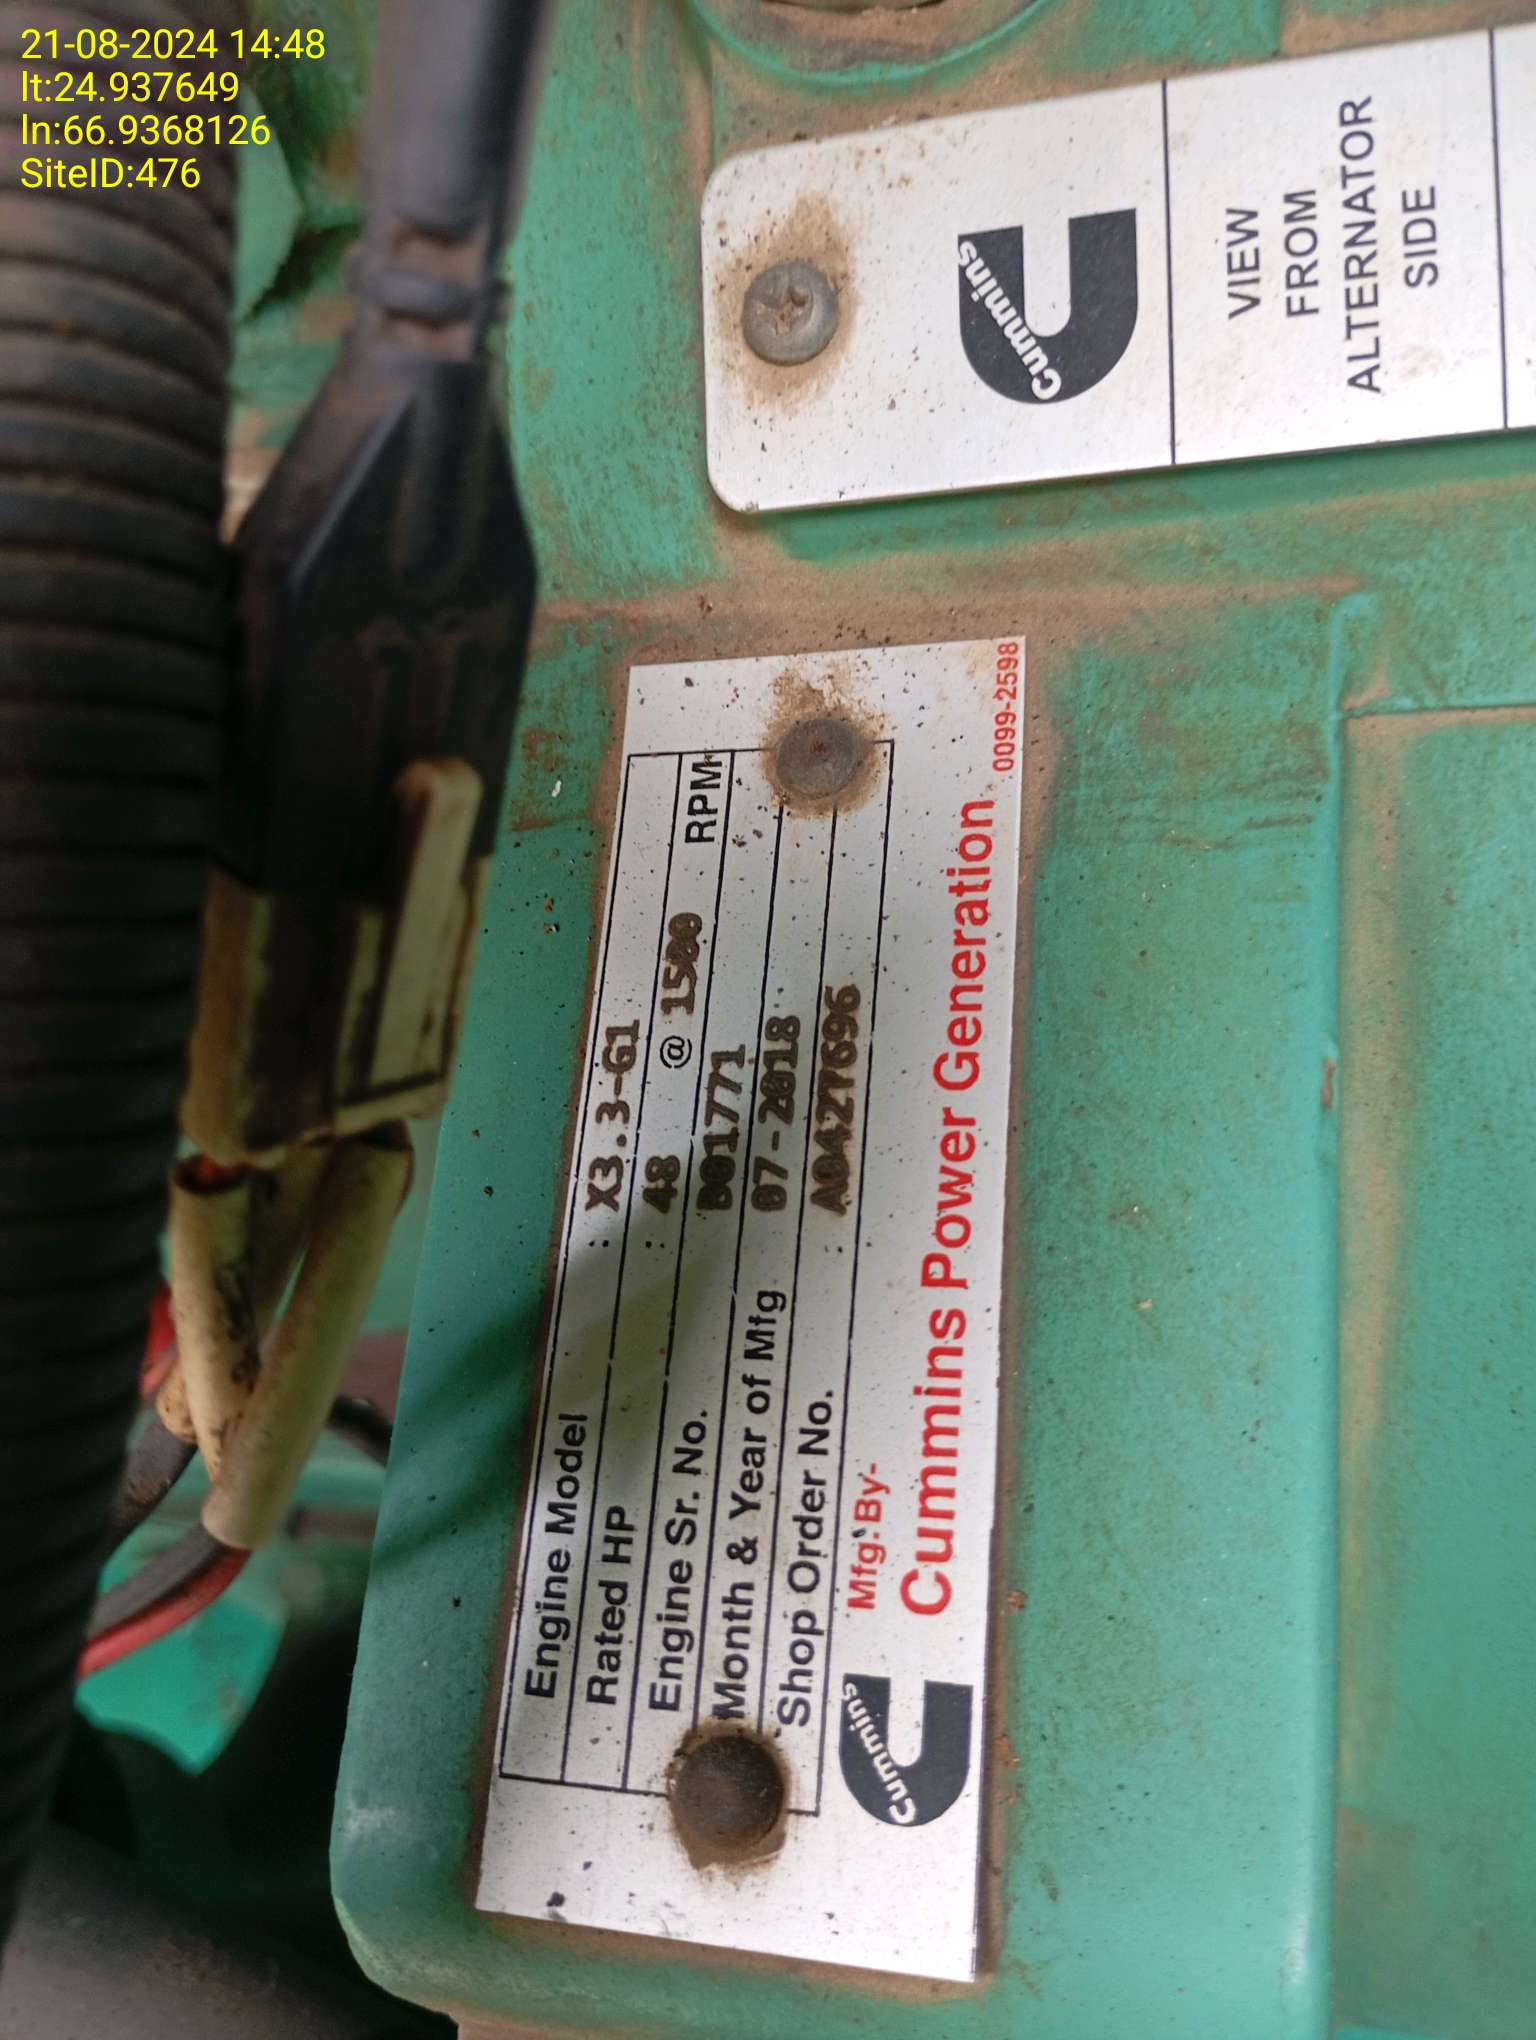 21-08-2024 14:48
lt:24.937649
ln:66.9368126
SiteID:476
Cummins
VIEW
FROM
ALTERNATOR
SIDE
Engine Model : X3.3-G1
Rated HP : 48 @ 1500 RPM
Engine Sr. No. B01771
Month & Year of Mfg 07-2018
Shop Order No. : A0427696
Mfg. By-
Cummins
Cummins Power Generation
0099-2598